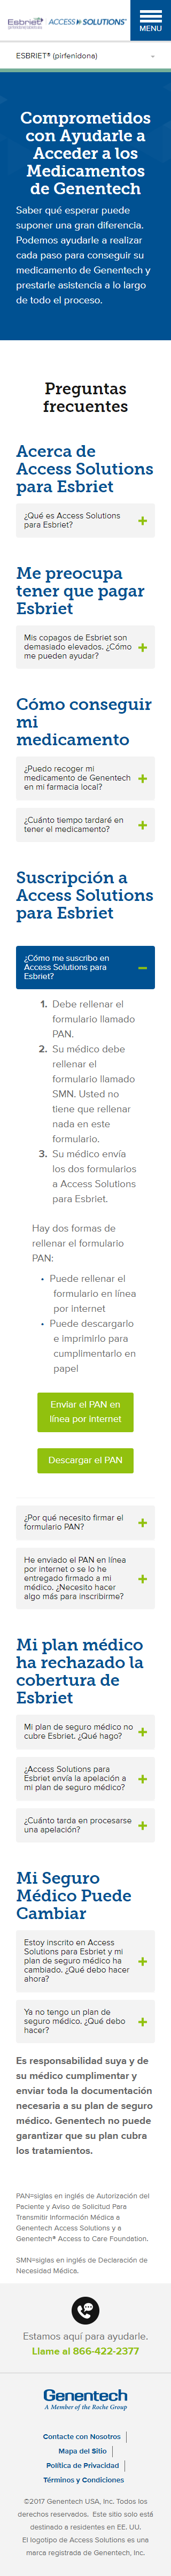 Esbriet
ACCESS SOLUTIONS
MENU
ESBRIET® (pirfenidona)
Comprometidos
con Ayudarle a
Acceder a los
Medicamentos
de Genentech
Saber qué esperar puede
suponer una gran diferencia.
Podemos ayudarle a realizar
cada paso para conseguir su
medicamento de Genentech y
prestarle asistencia a lo largo
de todo el proceso.
Preguntas
frecuentes
Acerca de
Access Solutions
para Esbriet
¿Qué es Access Solutions
para Esbriet?
Me preocupa
tener que pagar
Esbriet
Mis copagos de Esbriet son
demasiado elevados. ¿Cómo
me pueden ayudar?
Cómo conseguir
mi
medicamento
¿Puedo recoger mi
medicamento de Genentech
en mi farmacia local?
¿Cuánto tiempo tardaré en
tener el medicamento?
Suscripción a
Access Solutions
para Esbriet
¿Cómo me suscribo en
Access Solutions para
Esbriet?
1. Debe rellenar el
formulario llamado
PAN.
2. Su médico debe
rellenar el
formulario llamado
SMN. Usted no
tiene que rellenar
nada en este
formulario.
3. Su médico envía
los dos formularios
a Access Solutions
para Esbriet.
Hay dos formas de
rellenar el formulario
PAN:
• Puede rellenar el
formulario en línea
por internet
• Puede descargarlo
e imprimirlo para
cumplimentarlo en
papel
Enviar el PAN en
línea por internet
Descargar el PAN
¿Por qué necesito firmar el
formulario PAN?
He enviado el PAN en línea
por internet o se lo he
entregado firmado a mi
médico. ¿Necesito hacer
algo más para inscribirme?
Mi plan médico
ha rechazado la
cobertura de
Esbriet
Mi plan de seguro médico no
cubre Esbriet. ¿Qué hago?
¿Access Solutions para
Esbriet envía la apelación a
mi plan de seguro médico?
¿Cuánto tarda en procesarse
una apelación?
Mi Seguro
Médico Puede
Cambiar
Estoy inscrito en Access
Solutions para Esbriet y mi
plan de seguro médico ha
cambiado. ¿Qué debo hacer
ahora?
Ya no tengo un plan de
seguro médico. ¿Qué debo
hacer?
Es responsabilidad suya y de
su médico cumplimentar y
enviar toda la documentación
necesaria a su plan de seguro
médico. Genentech no puede
garantizar que su plan cubra
los tratamientos.
PAN=siglas en inglés de Autorización del
Paciente y Aviso de Solicitud Para
Transmitir Información Médica a
Genentech Access Solutions y a
Genentech® Access to Care Foundation.
SMN=siglas en inglés de Declaración de
Necesidad Médica.
Estamos aquí para ayudarle.
Llame al 866-422-2377
Genentech
A Member of the Roche Group
Contacte con Nosotros
Mapa del Sitio
Política de Privacidad
Términos y Condiciones
©2017 Genentech USA, Inc. Todos los
derechos reservados. Este sitio solo está
destinado a residentes en EE. UU.
El logotipo de Access Solutions es una
marca registrada de Genentech, Inc.